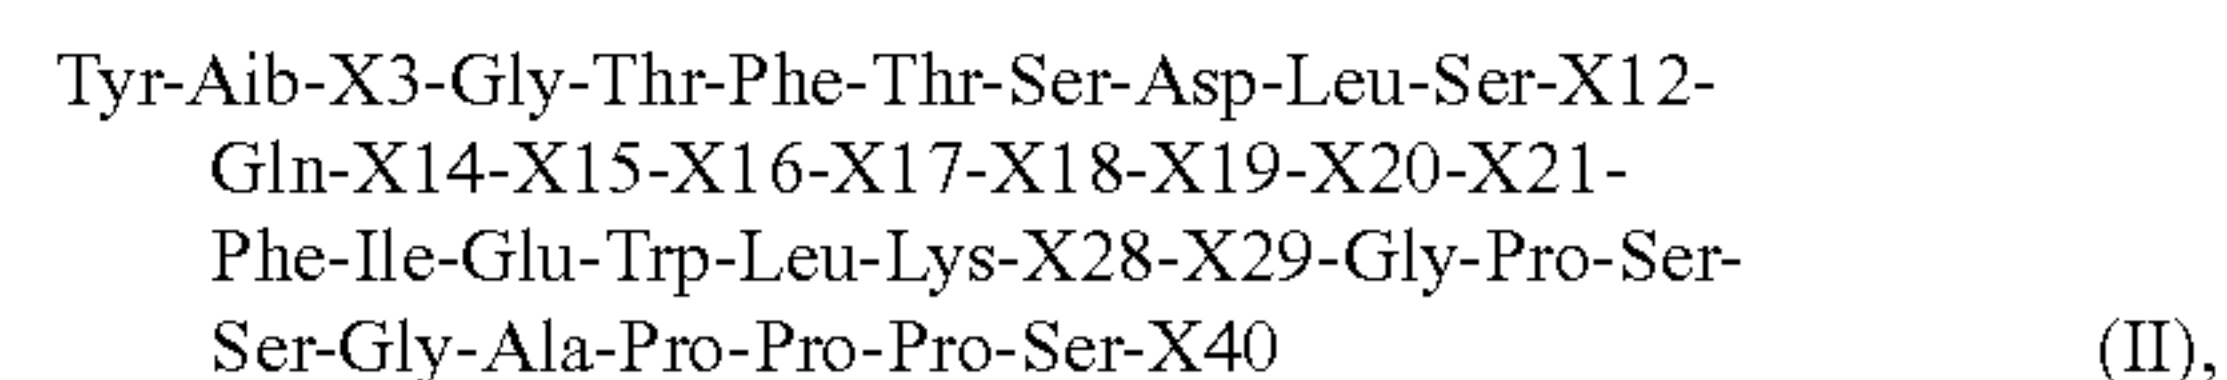 Tyr-Aib-X3-Gly-Thr-Phe-Thr-Ser-Asp-Leu-Ser-X12-
Gln-X14-X15-X16-X17-X18-X19-X20-X21-
Phe-Ile-Glu-Trp-Leu-Lys-X28-X29-Gly-Pro-Ser-
Ser-Gly-Ala-Pro-Pro-Pro-Ser-X40 (II),